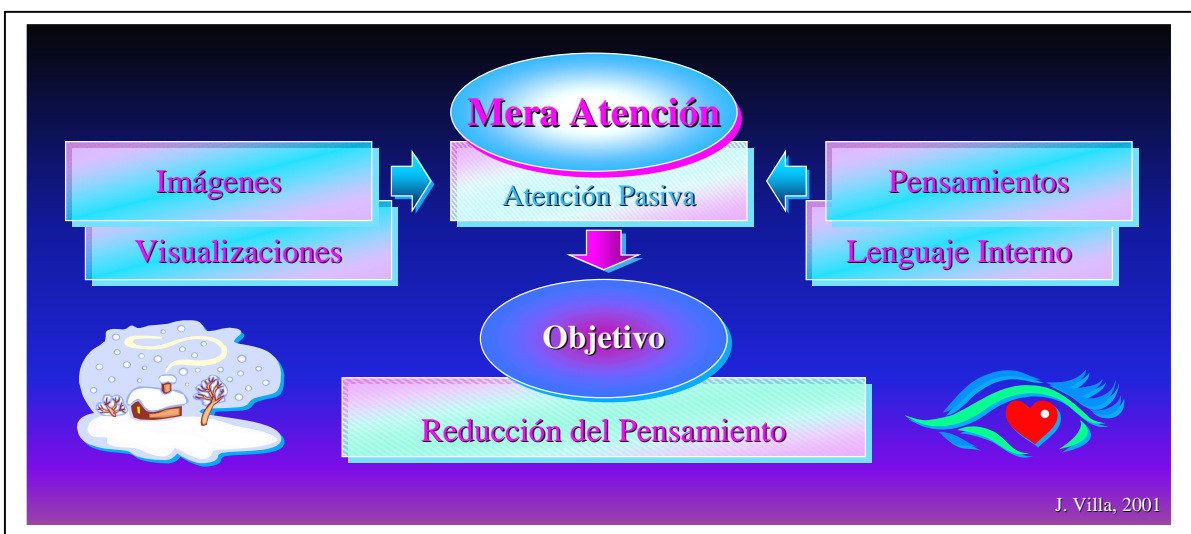 Mera Atención
Imágenes
Atención Pasiva
Pensamientos
Visualizaciones
Lenguaje Interno
Objetivo
Reducción del Pensamiento
J. Villa, 2001